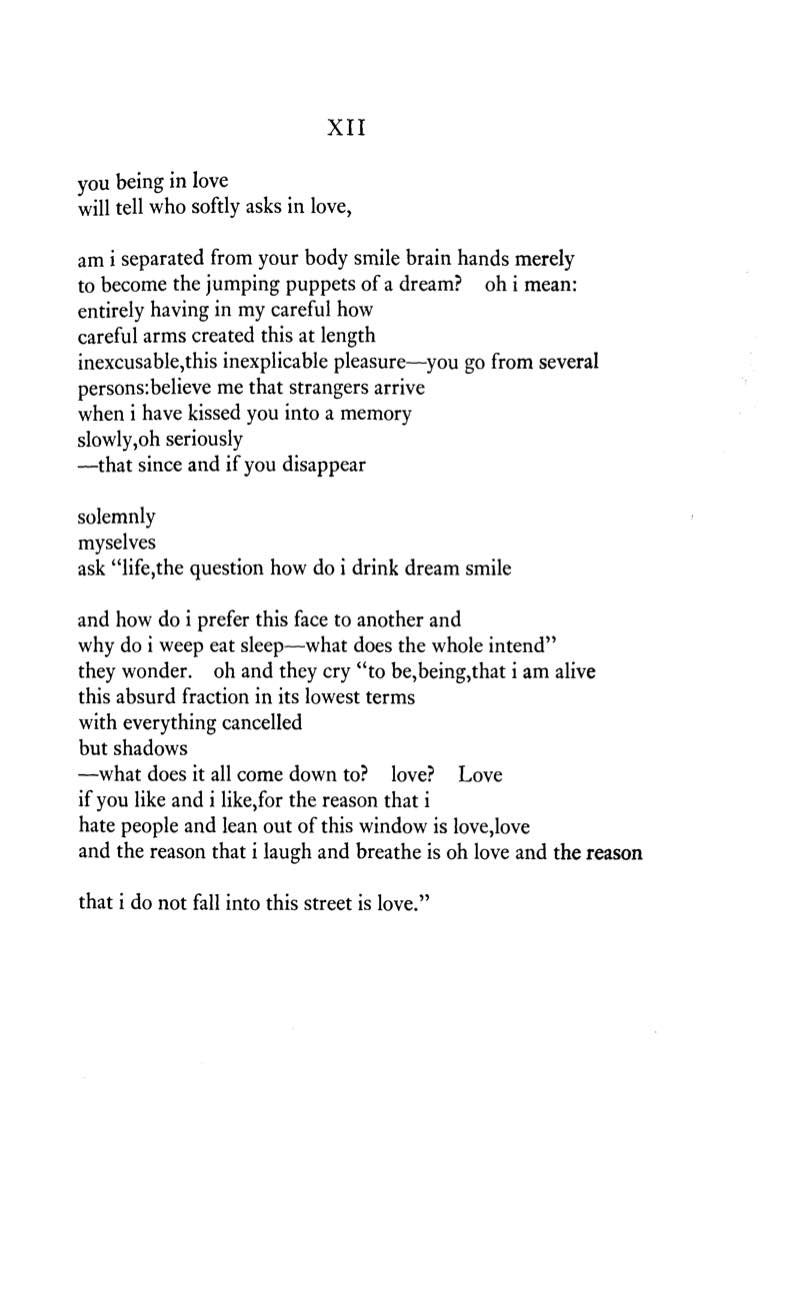 XII
you being in love
will tell who softly asks in love,
am i separated from your body smile brain hands merely
to become the jumping puppets of a dream? oh i mean:
entirely having in my careful how
careful arms created this at length
inexcusable,this inexplicable pleasure—you go from several
persons:believe me that strangers arrive
when i have kissed you into a memory
slowly,oh seriously
—that since and if you disappear
solemnly
myselves
ask “life,the question how do i drink dream smile
and how do i prefer this face to another and
why do i weep eat sleep—what does the whole intend”
they wonder. oh and they cry “to be,being,that i am alive
this absurd fraction in its lowest terms
with everything cancelled
but shadows
—what does it all come down to? love? Love
if you like and i like,for the reason that i
hate people and lean out of this window is love,love
and the reason that i laugh and breathe is oh love and the reason
that i do not fall into this street is love.”